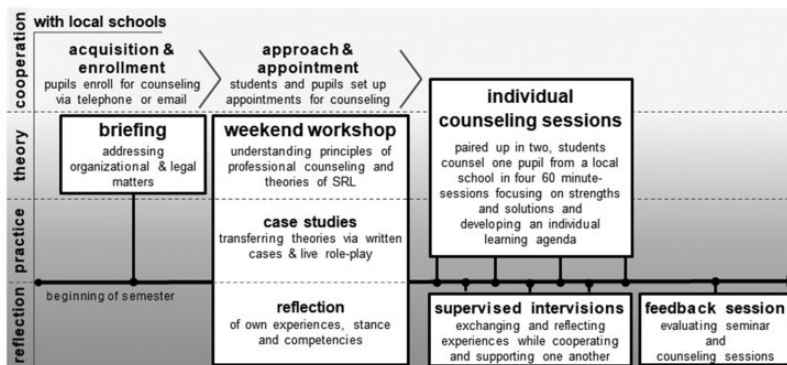 with local schools
cooperation
acquisition &
enrollment
pupils enroll for counseling
via telephone or email
approach &
appointment
students and pupils set up
appointments for counseling
individual
counseling sessions
paired up in two, students
counsel one pupil from a local
school in four 60 minute-
sessions focusing on strengths
and solutions and
developing an individual
learning agenda
theory
briefing
addressing
organizational & legal
matters
weekend workshop
understanding principles of
professional counseling and
theories of SRL
practice
case studies
transferring theories via written
cases & live role-play
reflection
beginning of semester
reflection
of own experiences, stance
and competencies
supervised intervisions
exchanging and reflecting
experiences while cooperating
and supporting one another
feedback session
evaluating seminar
and
counseling sessions